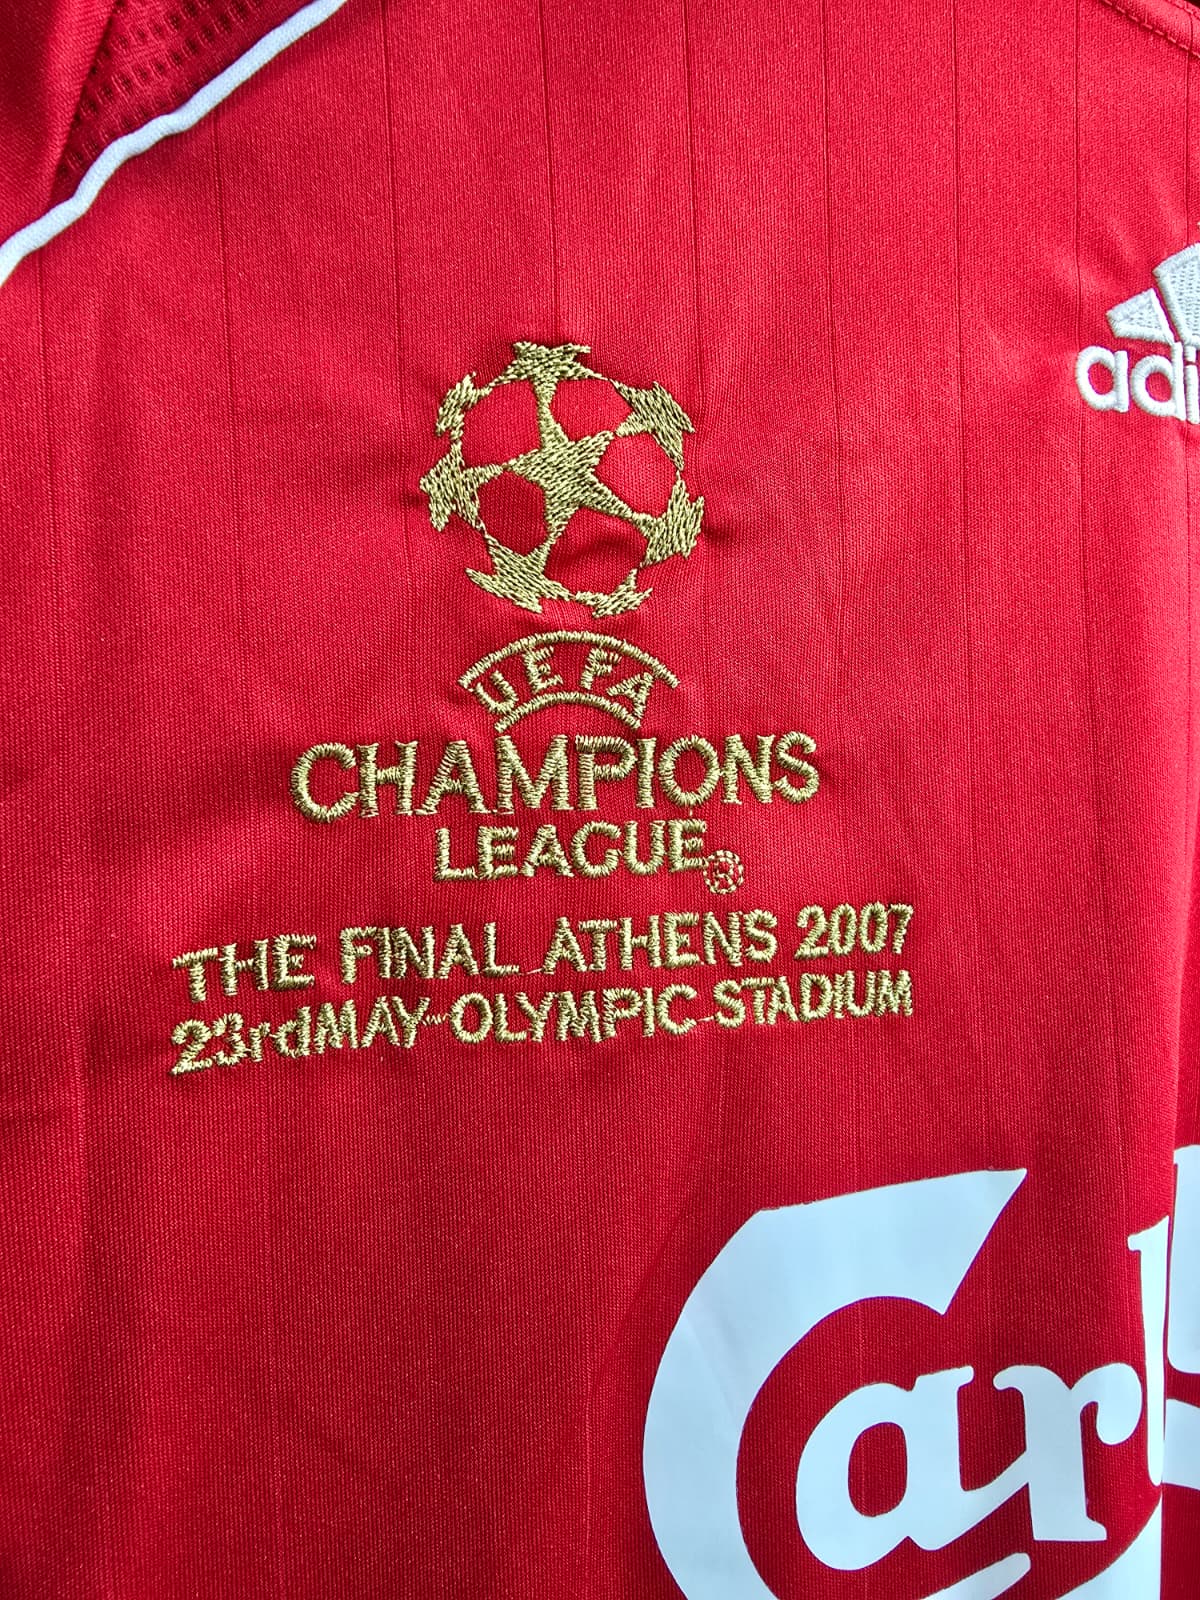 adi
UEFA
CHAMPIONS
LEAGUE
THE FINAL ATHENS 2007
23rdMAY-OLYMPIC STADIUM
Carl